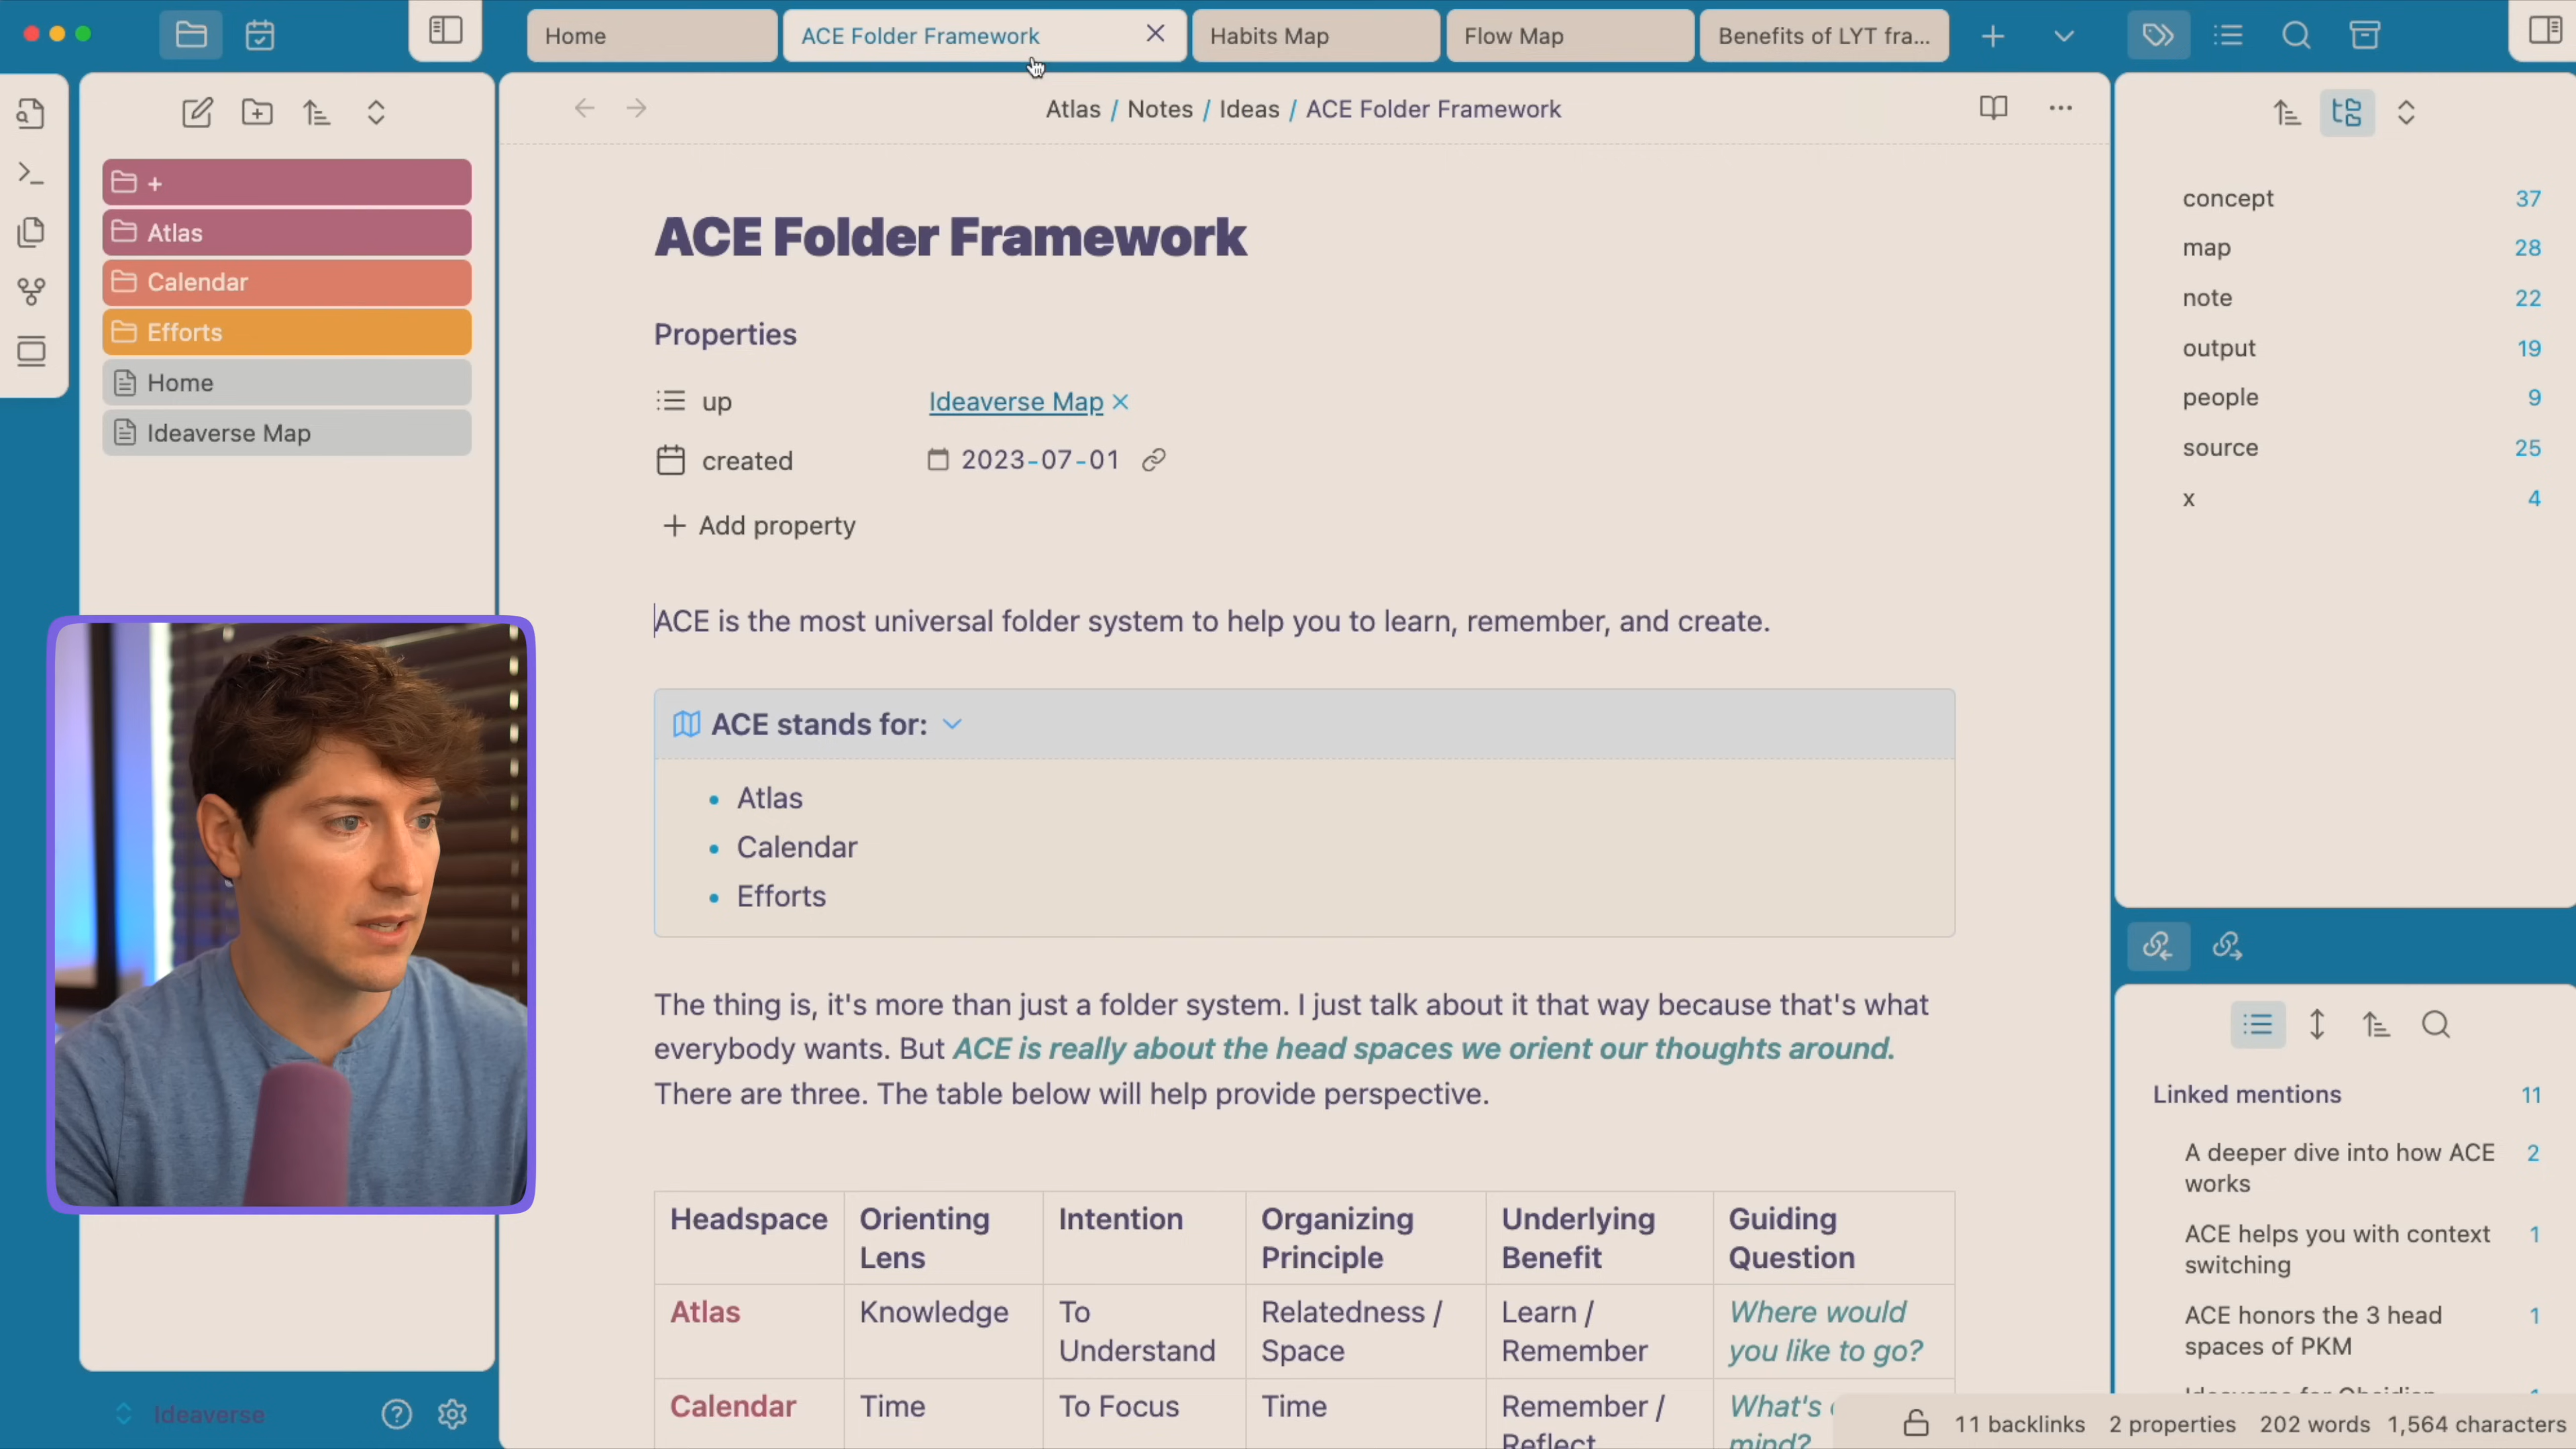 Home
ACE Folder Framework
Habits Map
Flow Map
Benefits of LYT fra...
+
Atlas
Calendar
Efforts
Home
Ideaverse Map
Ideaverse
Atlas / Notes / Ideas / ACE Folder Framework
ACE Folder Framework
Properties
up Ideaverse Map
created 2023-07-01
Add property
ACE is the most universal folder system to help you to learn, remember, and create.
ACE stands for:
• Atlas
• Calendar
• Efforts
The thing is, it's more than just a folder system. I just talk about it that way because that's what
everybody wants. But ACE is really about the head spaces we orient our thoughts around.
There are three. The table below will help provide perspective.
Headspace Orienting Intention Organizing Underlying Guiding
Lens Principle Benefit Question
Atlas Knowledge To Relatedness / Learn / Where would
Understand Space Remember you like to go?
Calendar Time To Focus Time Remember / What's
Reflect mind?
concept 37
map 28
note 22
output 19
people 9
source 25
x 4
Linked mentions 11
A deeper dive into how ACE 2
works
ACE helps you with context 1
switching
ACE honors the 3 head 1
spaces of PKM
Ideaverse for Obsidian
11 backlinks 2 properties 202 words 1,564 characters